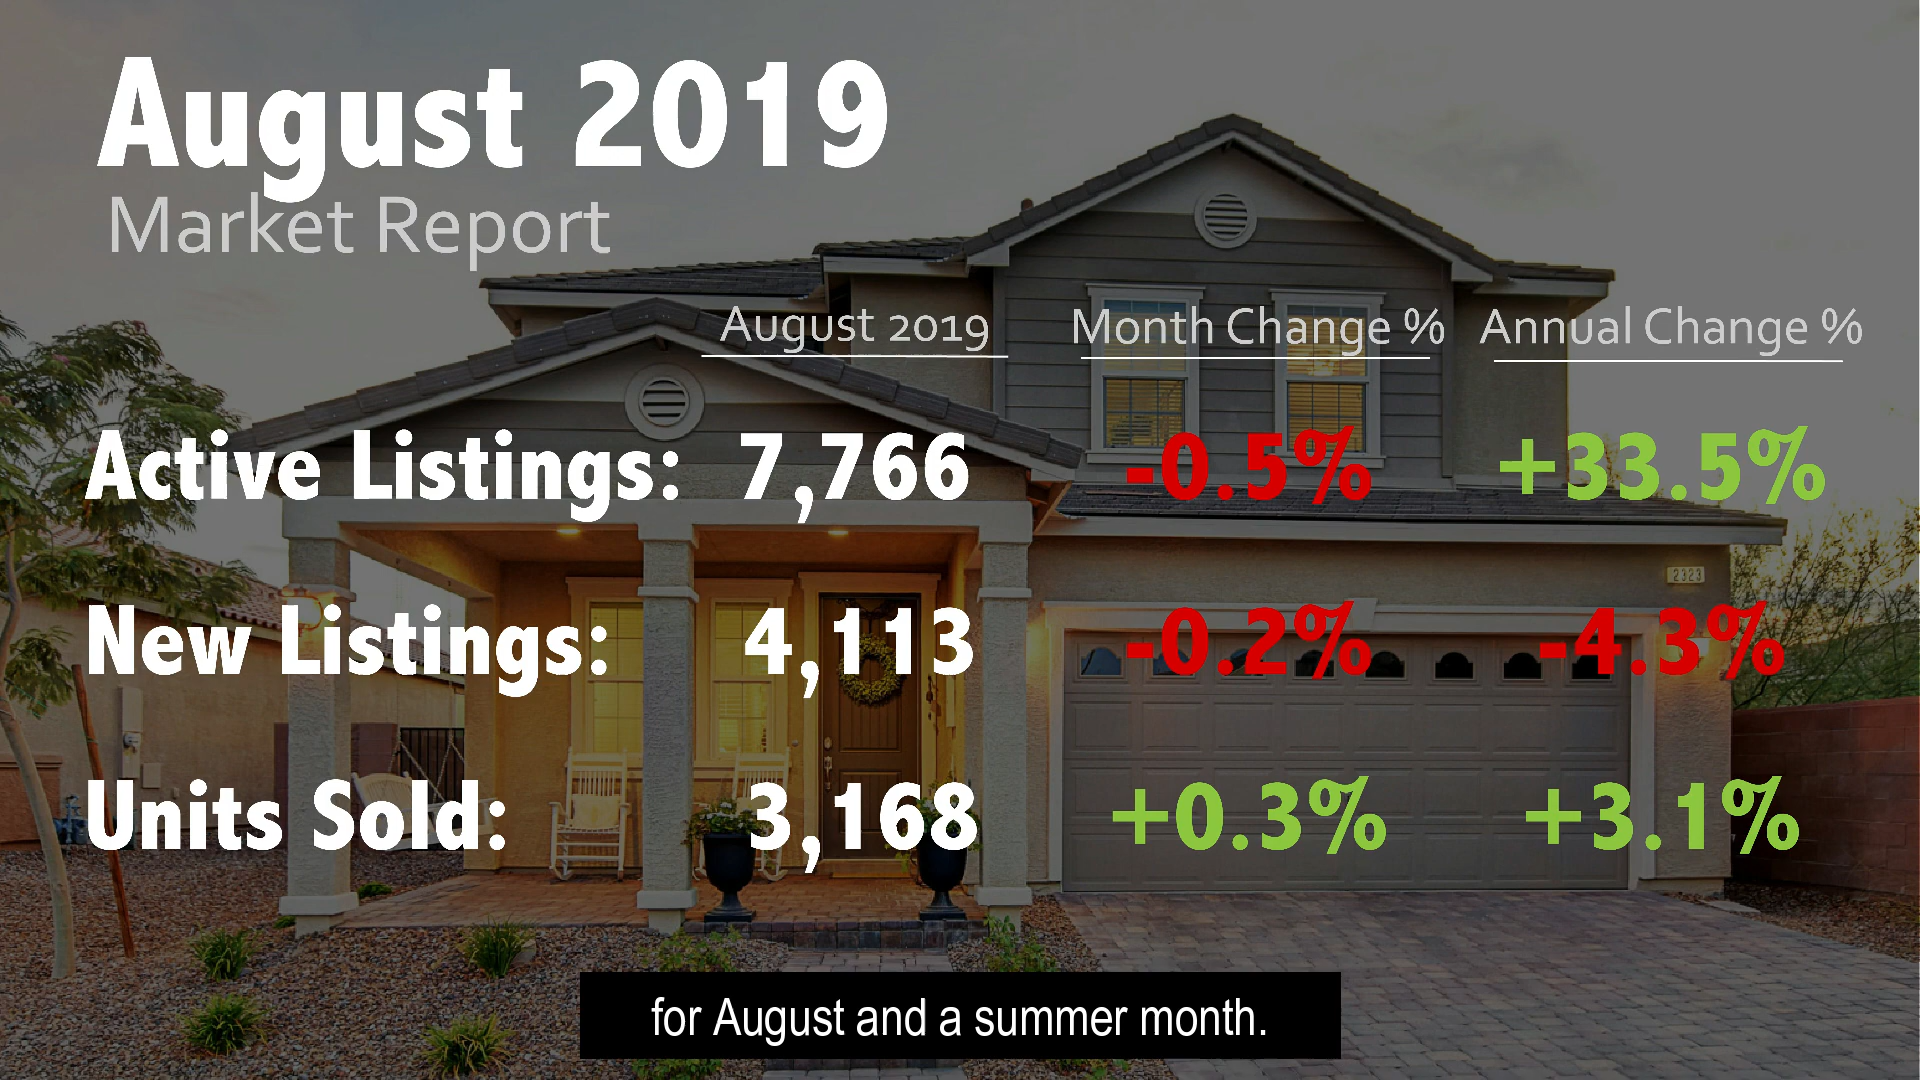 August 2019
Market Report
August 2019 Month Change % Annual Change %
Active Listings: 7,766 -0.5% +33.5%
2323
New Listings: 4,113 -0.2% -4.3%
Units Sold: 3,168 +0.3% +3.1%
for August and a summer month.